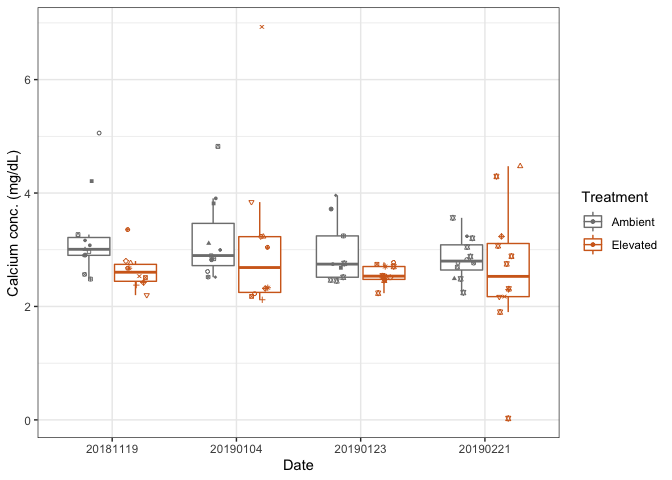 Calcium conc. (mg/dL)
6
4
2
0
20181119 20190104 20190123 20190221
Date
Treatment
Ambient
Elevated